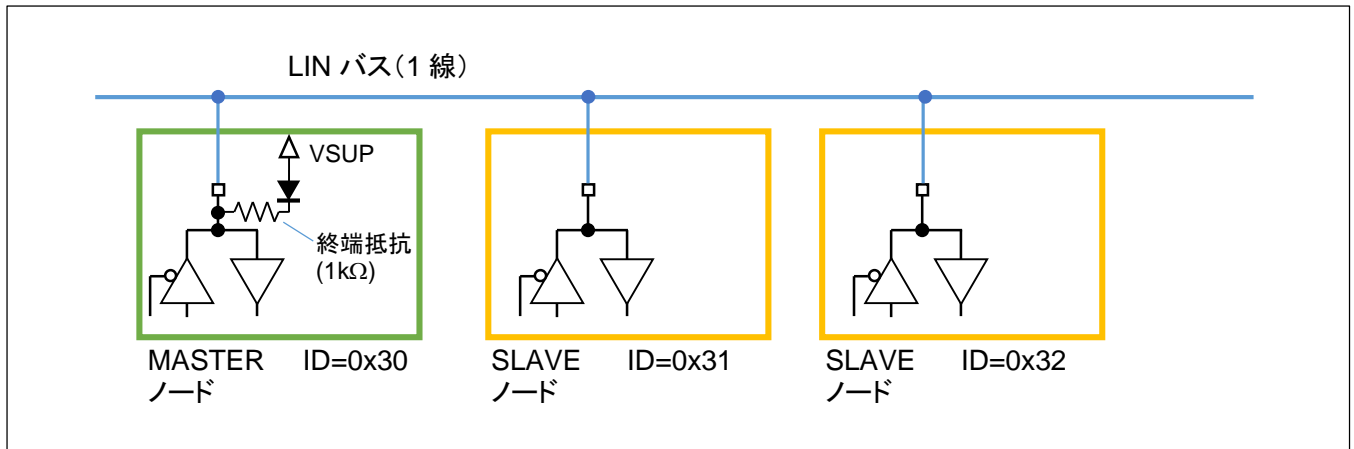 LIN バス(1 線)
VSUP
終端抵抗
(1kΩ)
MASTER ID=0x30
ノード
SLAVE ID=0x31
ノード
SLAVE ID=0x32
ノード